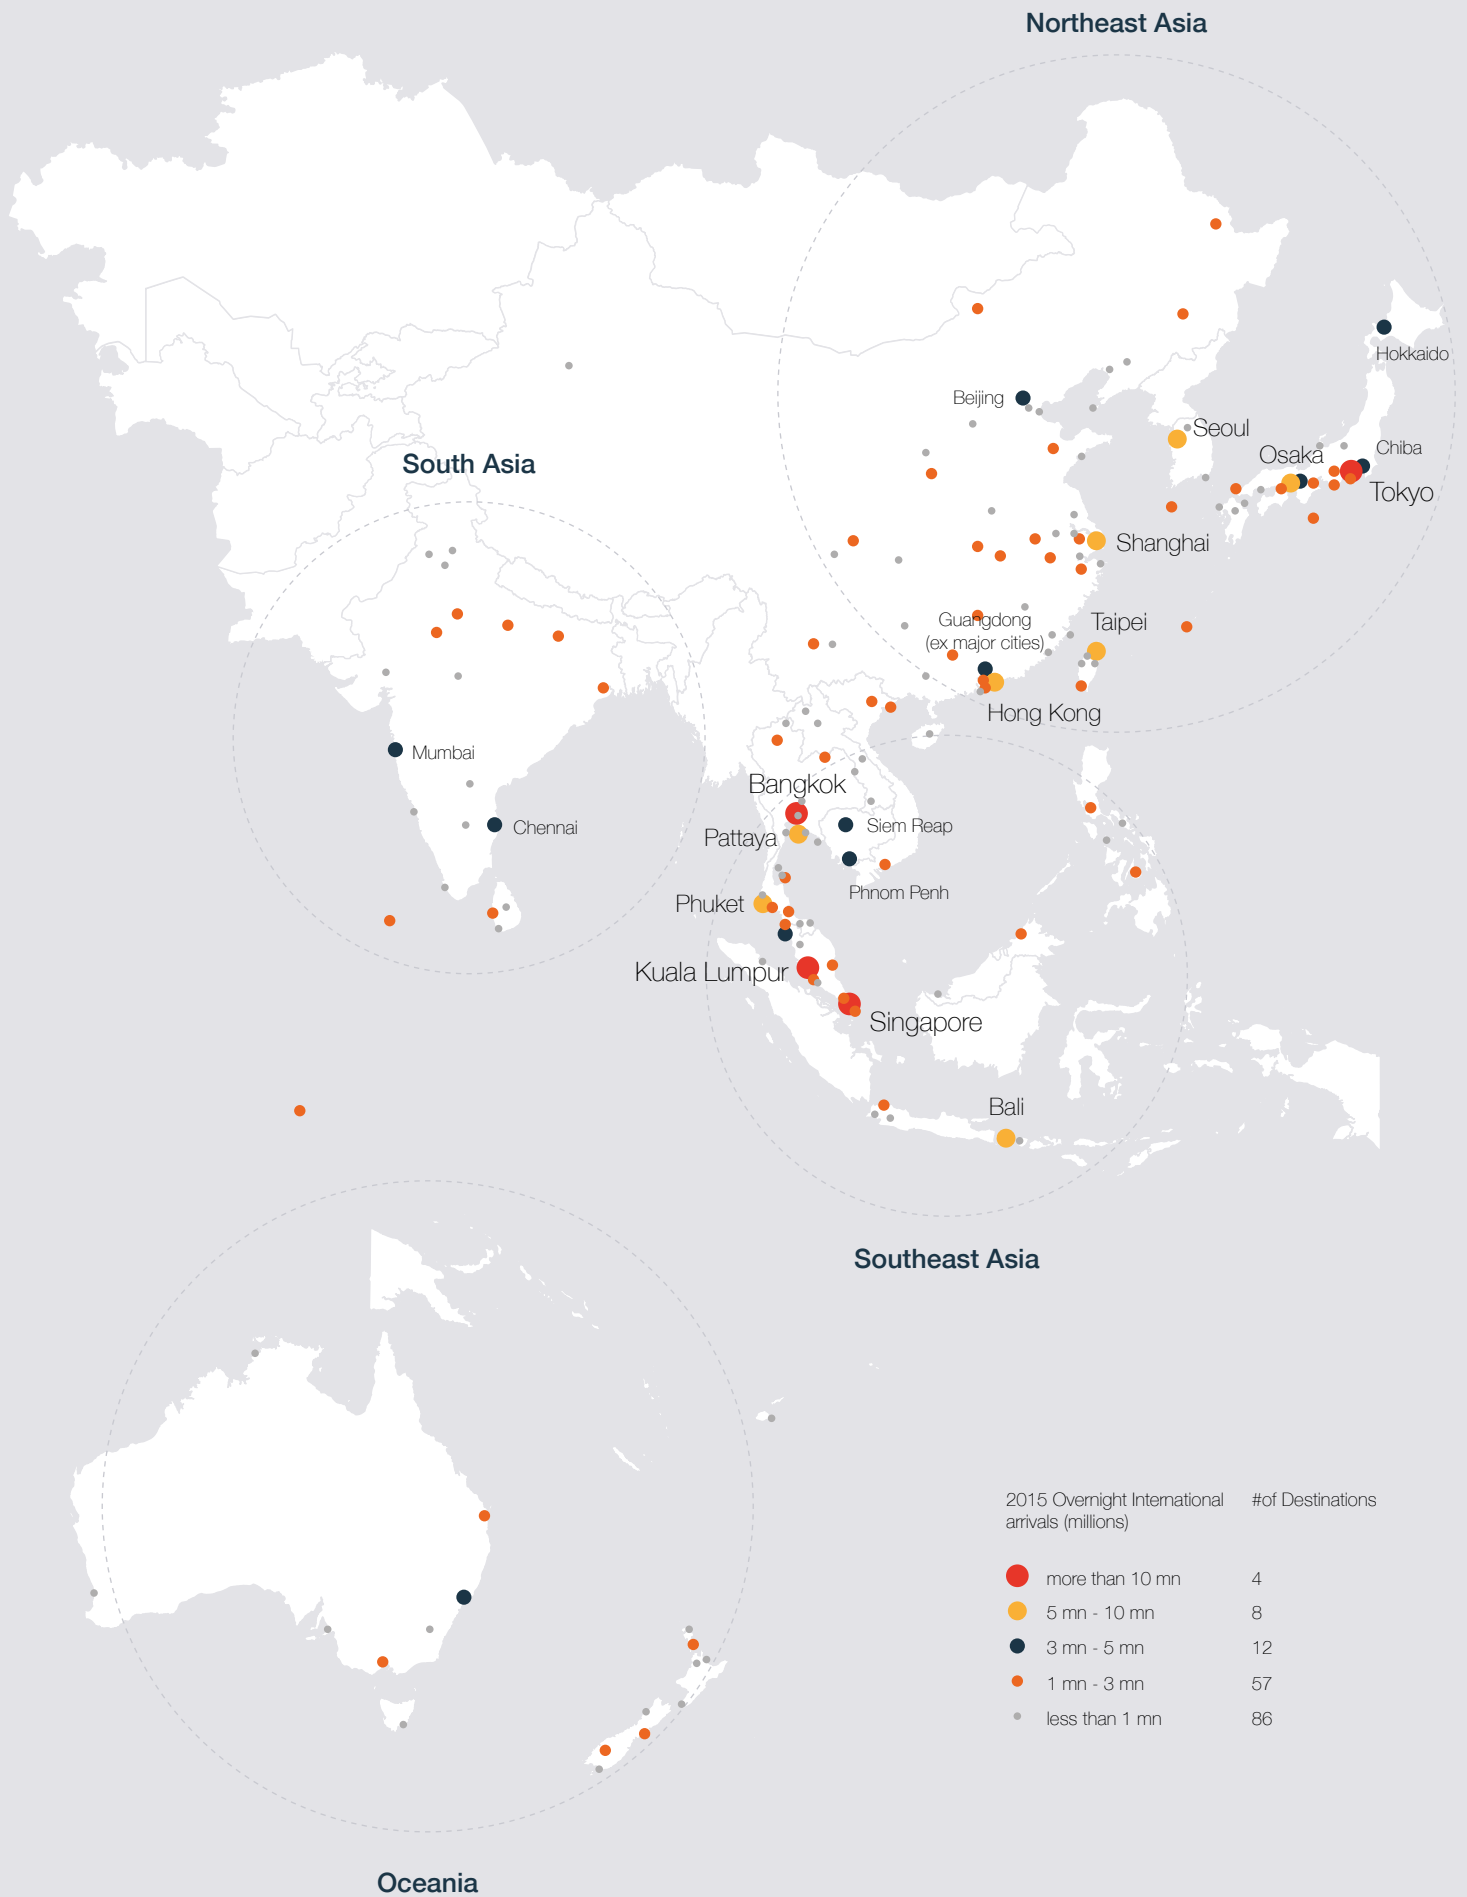 Northeast Asia
Hokkaido
Beijing
Seoul
Osaka
Chiba
Tokyo
South Asia
Shanghai
Guangdong
(ex major cities)
Taipei
Hong Kong
Mumbai
Bangkok
Chennai
Pattaya
Siem Reap
Phnom Penh
Phuket
Kuala Lumpur
Singapore
Bali
Southeast Asia
2015 Overnight International #of Destinations
arrivals (millions)
more than 10 mn 4
5 mn - 10 mn 8
3 mn - 5 mn 12
1 mn - 3 mn 57
less than 1 mn 86
Oceania